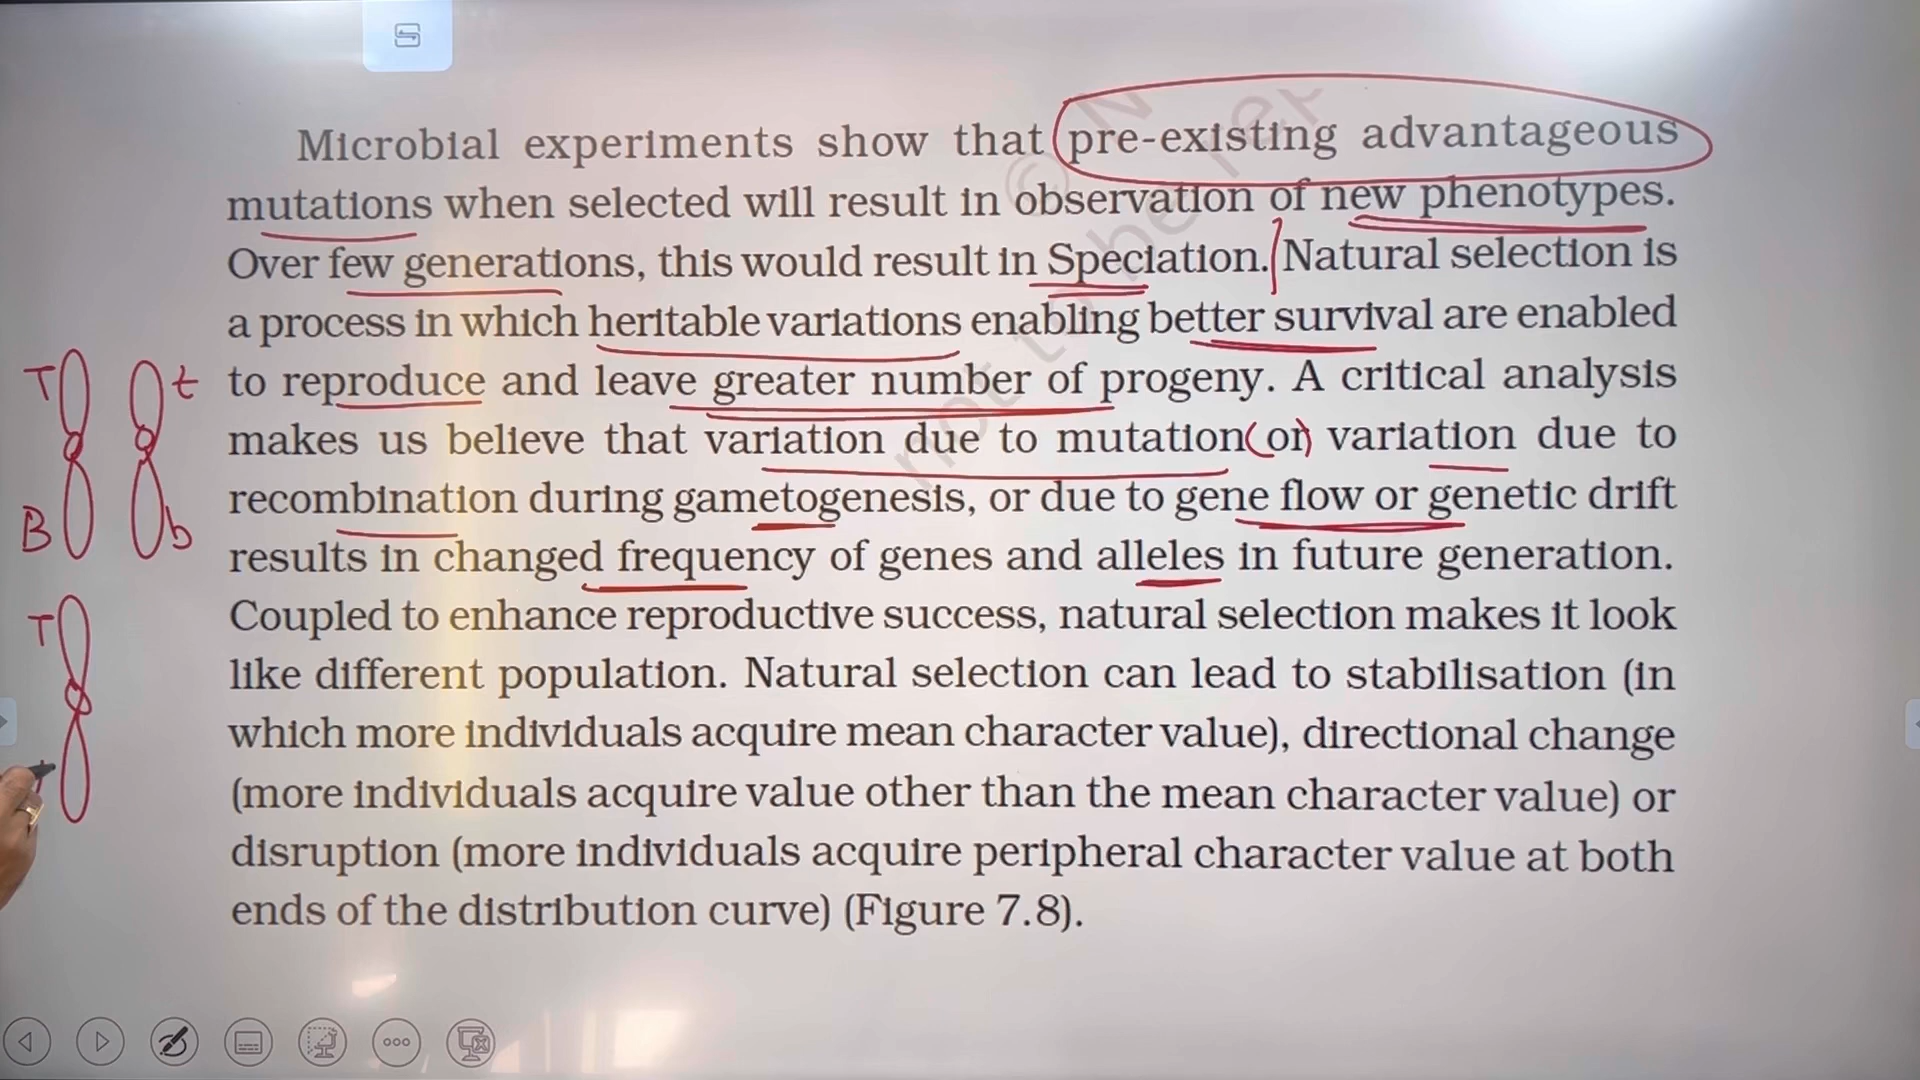 Microbial experiments show that pre-existing advantageous
mutations when selected will result in observation of new phenotypes.
Over few generations, this would result in Speciation. Natural selection is
a process in which heritable variations enabling better survival are enabled
to reproduce and leave greater number of progeny. A critical analysis
makes us believe that variation due to mutation or variation due to
recombination during gametogenesis, or due to gene flow or genetic drift
results in changed frequency of genes and alleles in future generation.
Coupled to enhance reproductive success, natural selection makes it look
like different population. Natural selection can lead to stabilisation (in
which more individuals acquire mean character value), directional change
(more individuals acquire value other than the mean character value) or
disruption (more individuals acquire peripheral character value at both
ends of the distribution curve) (Figure 7.8).
T t
B b
T
© N
not to be rep